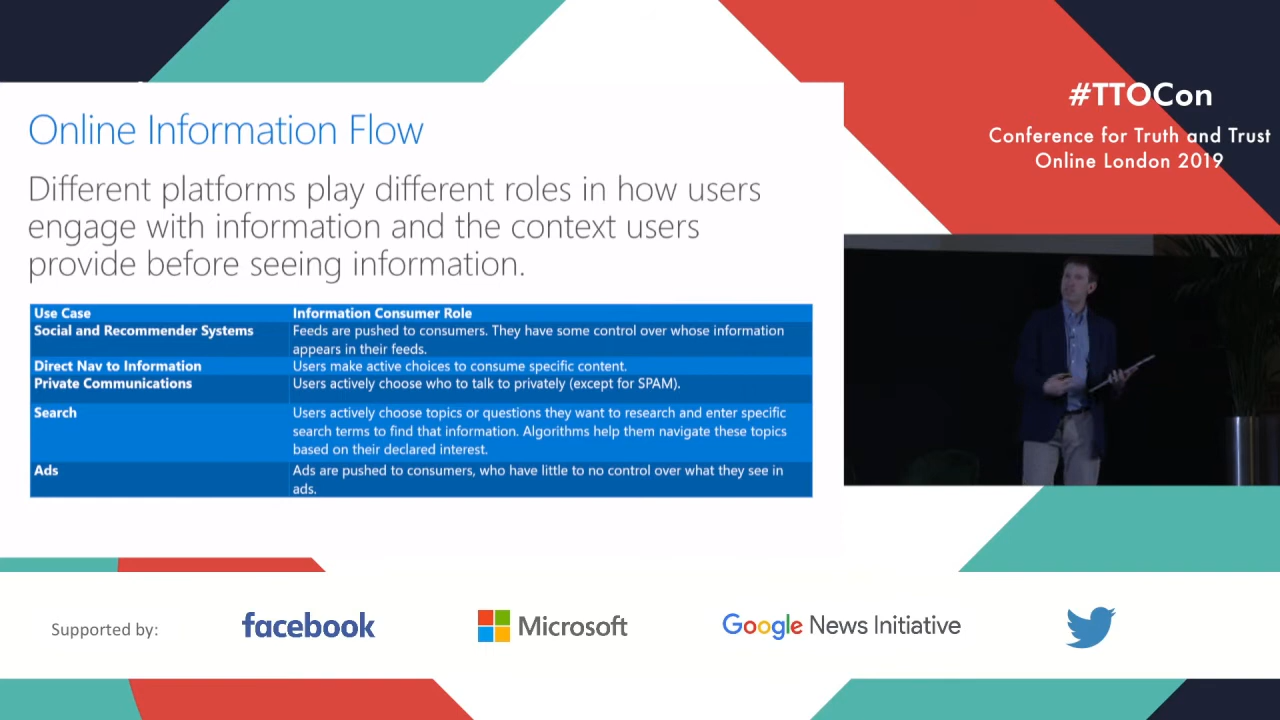 #TTOCon
Conference for Truth and Trust
Online London 2019
Online Information Flow
Different platforms play different roles in how users
engage with information and the context users
provide before seeing information.
Use Case Information Consumer Role
Social and Recommender Systems Feeds are pushed to consumers. They have some control over whose information
appears in their feeds.
Direct Nav to Information Users make active choices to consume specific content.
Private Communications Users actively choose who to talk to privately (except for SPAM).
Search Users actively choose topics or questions they want to research and enter specific
search terms to find that information. Algorithms help them navigate these topics
based on their declared interest.
Ads Ads are pushed to consumers, who have little to no control over what they see in
ads.
Supported by: facebook Microsoft Google News Initiative